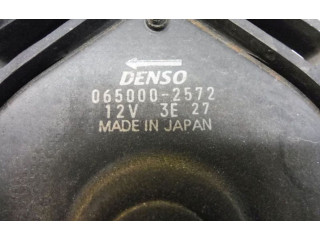 DENSO
065000-2572
12V 3E 27
MADE IN JAPAN